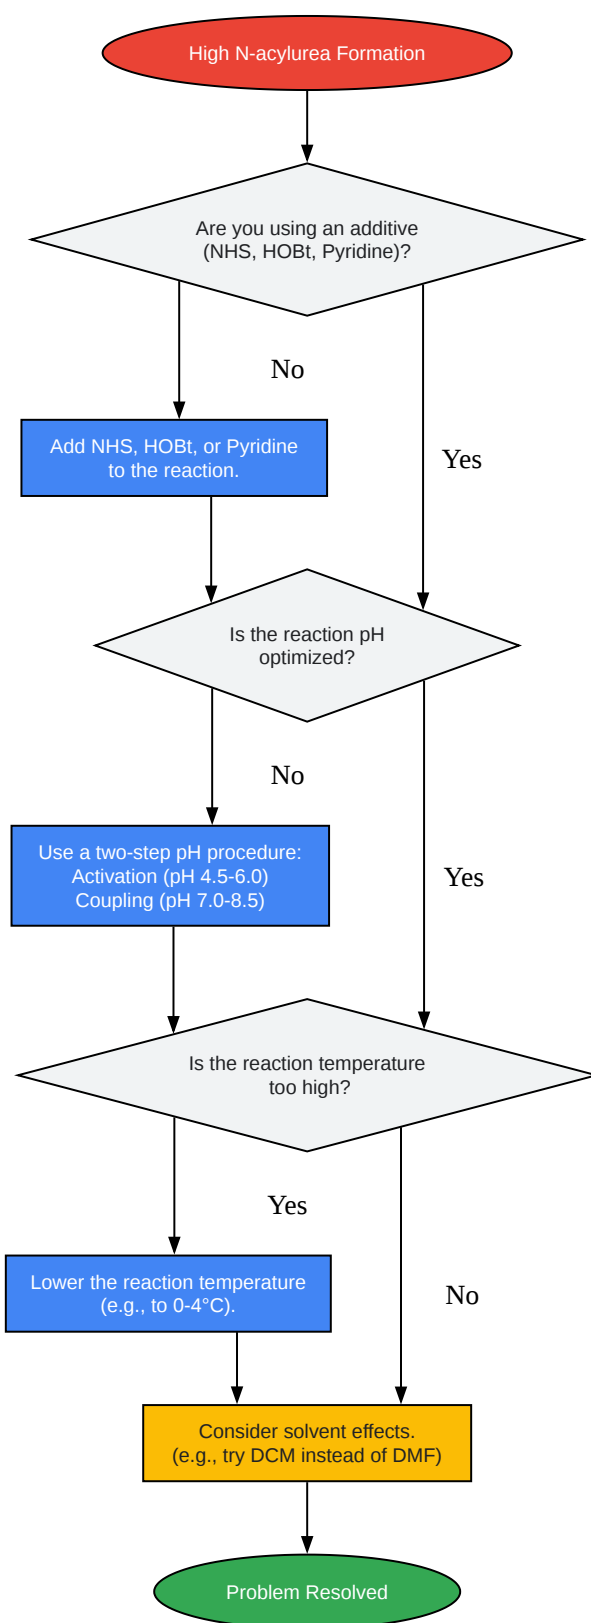 High N-acylurea Formation
Are you using an additive
(NHS, HOBt, Pyridine)?
No
Add NHS, HOBt, or Pyridine
to the reaction.
Yes
Is the reaction pH
optimized?
No
Use a two-step pH procedure:
Activation (pH 4.5-6.0)
Coupling (pH 7.0-8.5)
Yes
Is the reaction temperature
too high?
Yes
Lower the reaction temperature
(e.g., to 0-4°C).
No
Consider solvent effects.
(e.g., try DCM instead of DMF)
Problem Resolved